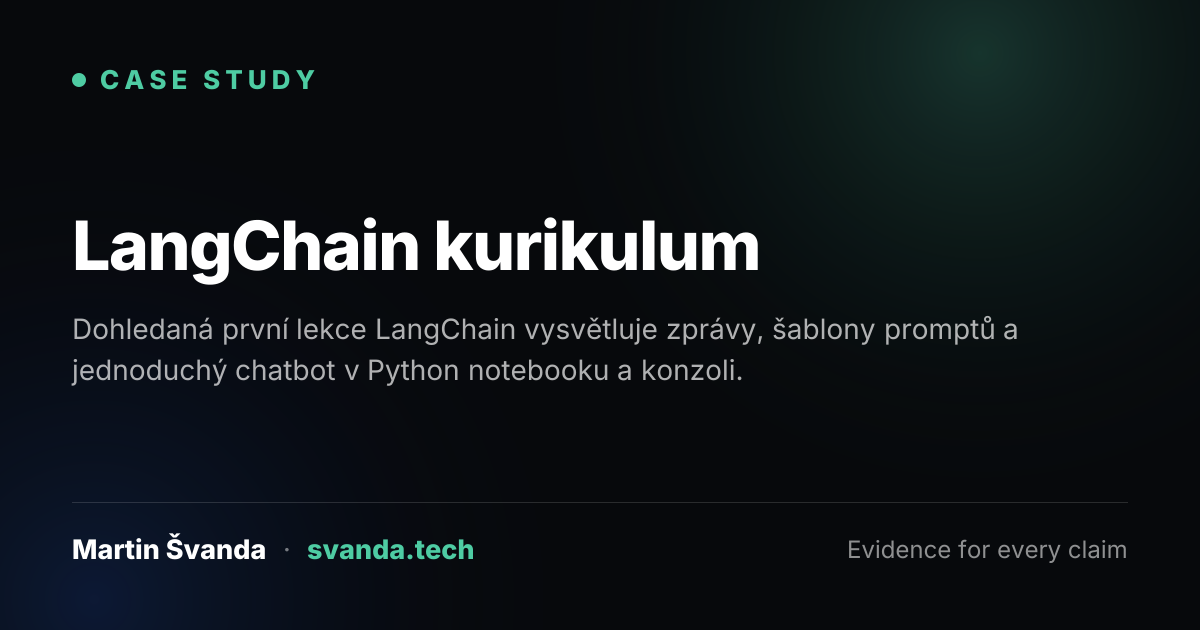 CASE STUDY
LangChain kurikulum
Dohledaná první lekce LangChain vysvětluje zprávy, šablony promptů a
jednoduchý chatbot v Python notebooku a konzoli.
Martin Švanda · svanda.tech
Evidence for every claim